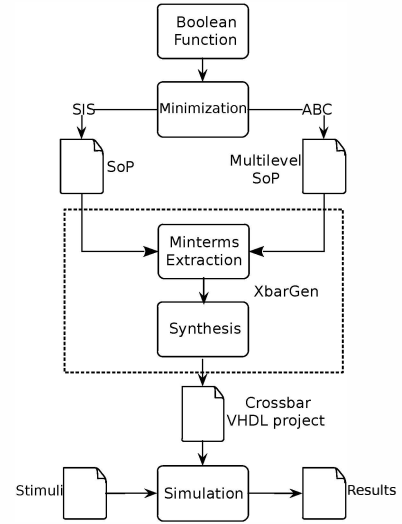 Boolean
Function
Minimization
SIS
ABC
SoP
Multilevel
SoP
Minterms
Extraction
XbarGen
Synthesis
Crossbar
VHDL project
Stimuli
Simulation
Results